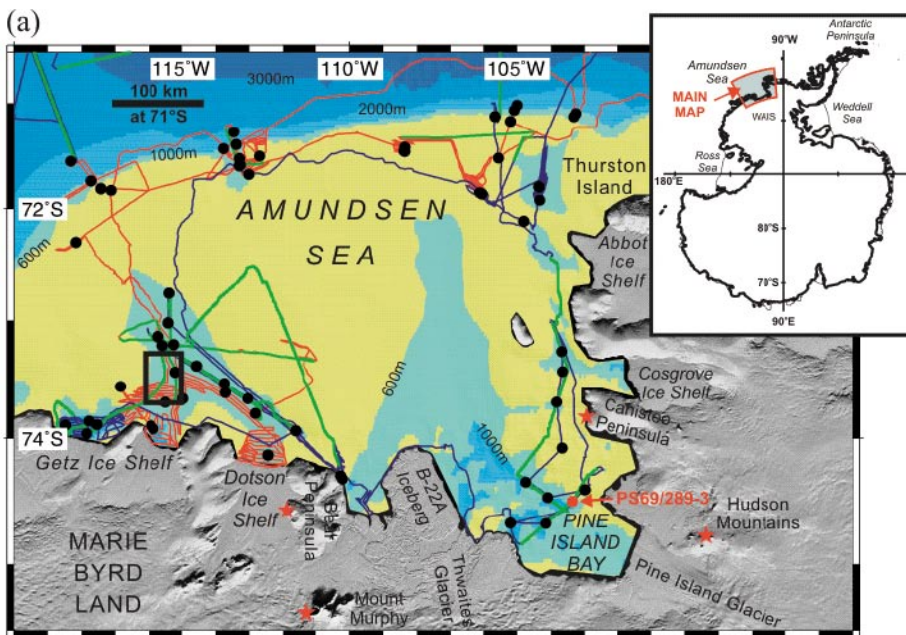 (a)
115°W
110°W
105°W
3000m
100 km
at 71°S
2000m
1000m
72°S
600m
AMUNDSEN
SEA
Thurston
Island
Abbot
Ice
Shelf
600m
Cosgrove
Ice Shelf
Canisteo
Peninsula
1000m
74°S
Getz Ice Shelf
Dotson
Ice
Shelf
Bear
Peninsula
B-22A
Iceberg
PS69/289-3
Hudson
Mountains
PINE
ISLAND
BAY
MARIE
BYRD
LAND
Mount
Murphy
Thwaites
Glacier
Pine Island Glacier
90°W
Antarctic
Peninsula
Amundsen
Sea
MAIN
MAP
WAIS
Weddell
Sea
Ross
Sea
180°E
80°S
70°S
90°E